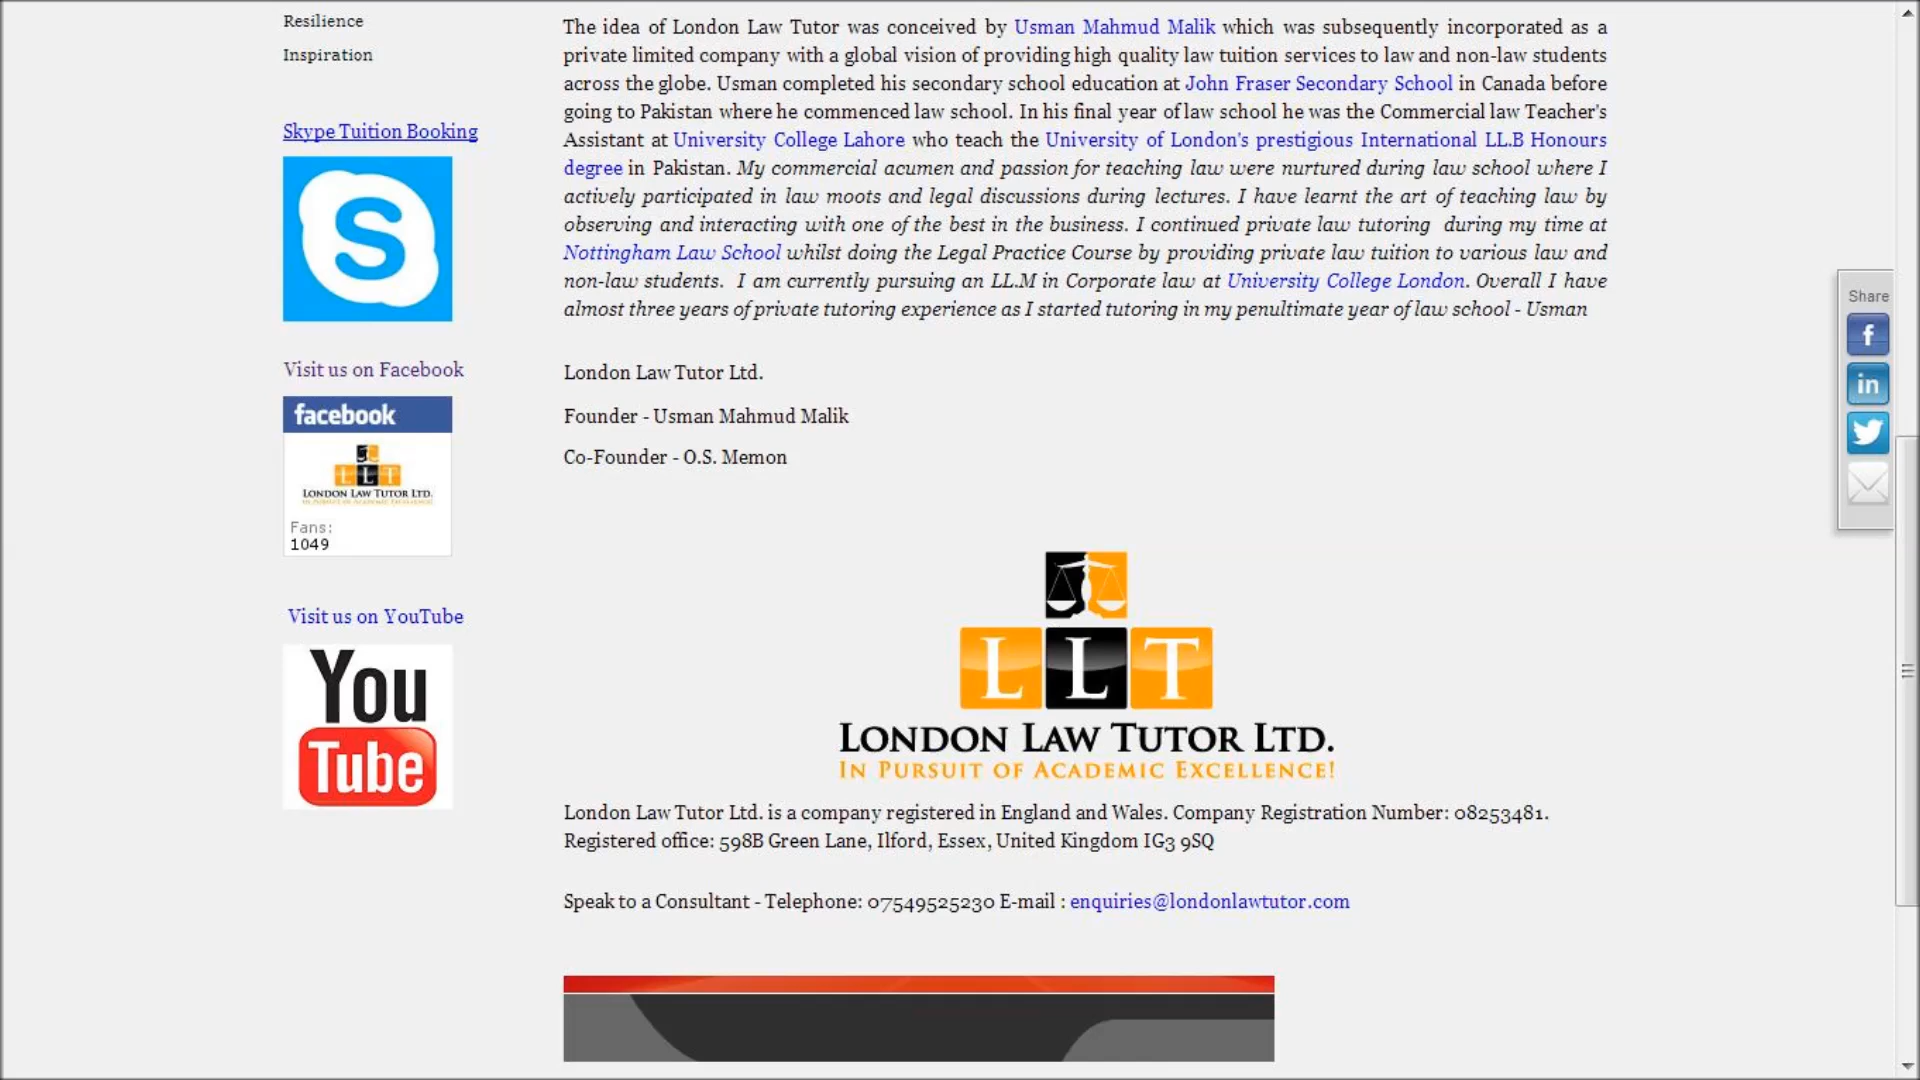 Resilience
Inspiration
Skype Tuition Booking
S
Visit us on Facebook
facebook
LLT
LONDON LAW TUTOR LTD.
IN PURSUIT OF ACADEMIC EXCELLENCE!
Fans:
1049
Visit us on YouTube
You
Tube
The idea of London Law Tutor was conceived by Usman Mahmud Malik which was subsequently incorporated as a
private limited company with a global vision of providing high quality law tuition services to law and non-law students
across the globe. Usman completed his secondary school education at John Fraser Secondary School in Canada before
going to Pakistan where he commenced law school. In his final year of law school he was the Commercial law Teacher's
Assistant at University College Lahore who teach the University of London's prestigious International LL.B Honours
degree in Pakistan. My commercial acumen and passion for teaching law were nurtured during law school where I
actively participated in law moots and legal discussions during lectures. I have learnt the art of teaching law by
observing and interacting with one of the best in the business. I continued private law tutoring during my time at
Nottingham Law School whilst doing the Legal Practice Course by providing private law tuition to various law and
non-law students. I am currently pursuing an LL.M in Corporate law at University College London. Overall I have
almost three years of private tutoring experience as I started tutoring in my penultimate year of law school - Usman
London Law Tutor Ltd.
Founder - Usman Mahmud Malik
Co-Founder - O.S. Memon
LLT
LONDON LAW TUTOR LTD.
IN PURSUIT OF ACADEMIC EXCELLENCE!
London Law Tutor Ltd. is a company registered in England and Wales. Company Registration Number: 08253481.
Registered office: 598B Green Lane, Ilford, Essex, United Kingdom IG3 9SQ
Speak to a Consultant - Telephone: 07549525230 E-mail : enquiries@londonlawtutor.com
Share
f
in